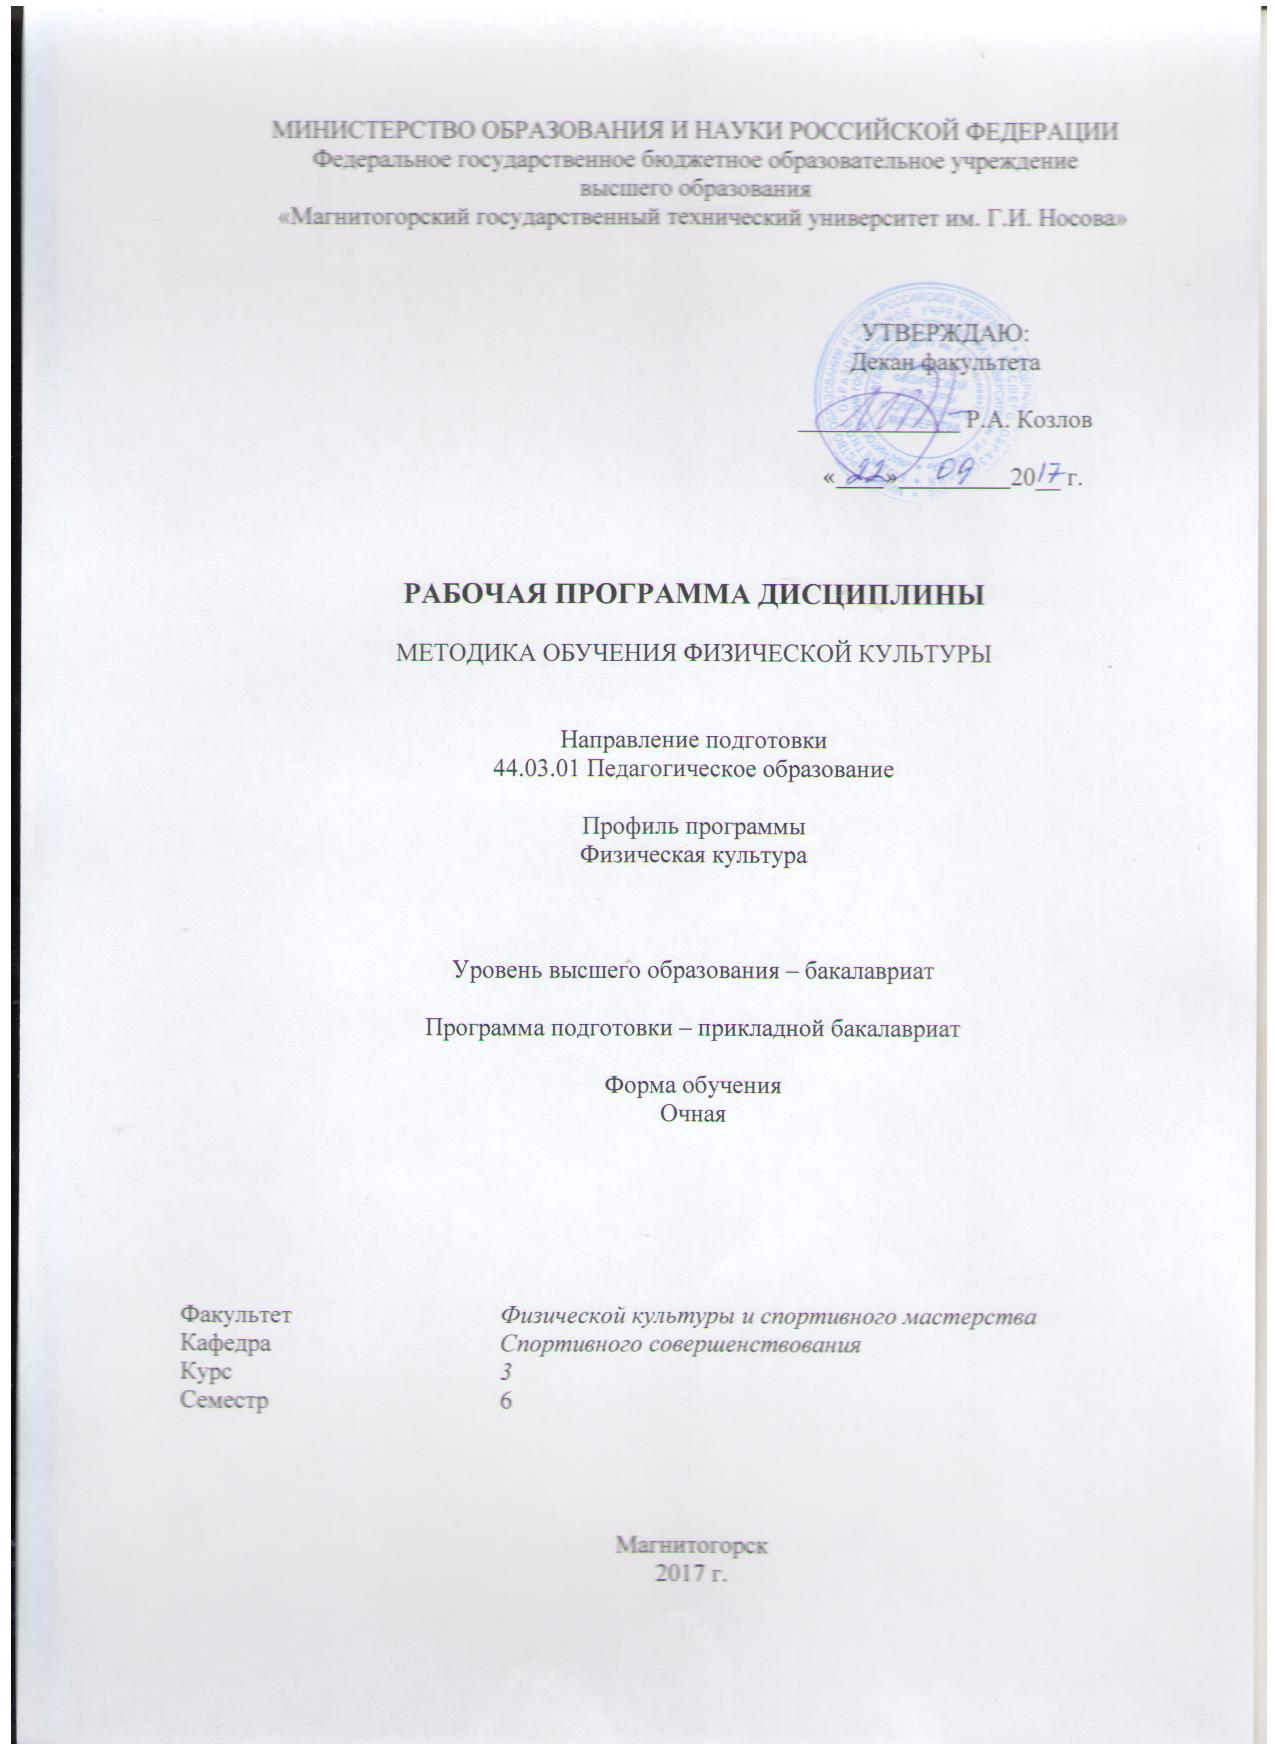 МИНИСТЕРСТВО ОБРАЗОВАНИЯ И НАУКИ РОССИЙСКОЙ ФЕДЕРАЦИИ
Федеральное государственное бюджетное образовательное учреждение
высшего образования
«Магнитогорский государственный технический университет им. Г.И. Носова»
УТВЕРЖДАЮ:
Декан факультета
Р.А. Козлов
«22» 09 2017 г.
РАБОЧАЯ ПРОГРАММА ДИСЦИПЛИНЫ
МЕТОДИКА ОБУЧЕНИЯ ФИЗИЧЕСКОЙ КУЛЬТУРЫ
Направление подготовки
44.03.01 Педагогическое образование
Профиль программы
Физическая культура
Уровень высшего образования – бакалавриат
Программа подготовки – прикладной бакалавриат
Форма обучения
Очная
Факультет Физической культуры и спортивного мастерства
Кафедра Спортивного совершенствования
Курс 3
Семестр 6
Магнитогорск
2017 г.